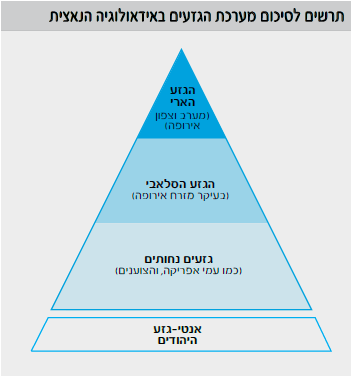 תרשים לסיכום מערכת הגזעים באידאולוגיה הנאצית
הגזע
הארי
(מערב וצפון
אירופה)
הגזע הסלאבי
(בעיקר מזרח אירופה)
גזעים נחותים
(כמו עמי אפריקה, והצוענים)
אנטי-גזע
היהודים